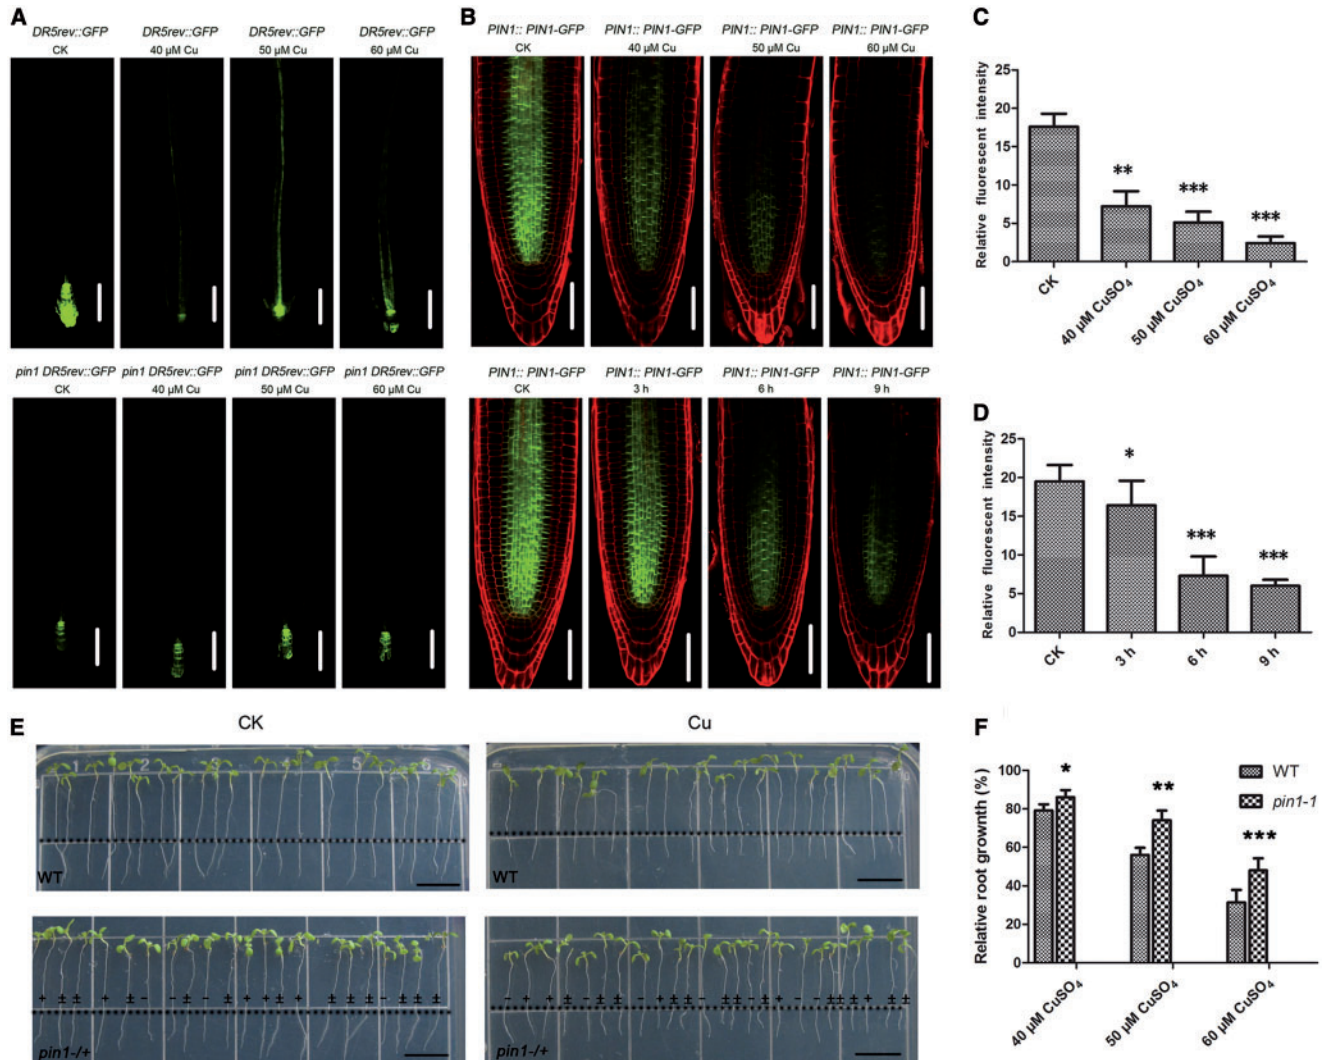 A
DR5rev::GFP DR5rev::GFP DR5rev::GFP DR5rev::GFP
CK 40 µM Cu 50 µM Cu 60 µM Cu
pin1 DR5rev::GFP pin1 DR5rev::GFP pin1 DR5rev::GFP pin1 DR5rev::GFP
CK 40 µM Cu 50 µM Cu 60 µM Cu
B
PIN1:: PIN1-GFP PIN1:: PIN1-GFP PIN1:: PIN1-GFP PIN1:: PIN1-GFP
CK 40 µM Cu 50 µM Cu 60 µM Cu
PIN1:: PIN1-GFP PIN1:: PIN1-GFP PIN1:: PIN1-GFP PIN1:: PIN1-GFP
CK 3 h 6 h 9 h
C
Relative fluorescent intensity
25
20
15
10
5
0
** *** ***
CK 40 µM CuSO₄ 50 µM CuSO₄ 60 µM CuSO₄
D
Relative fluorescent intensity
25
20
15
10
5
0
* *** ***
CK 3 h 6 h 9 h
E
CK Cu
1 2 3 4 5 6
WT WT
+ ± ± + ± - - ± - ± + + ± + ± ± ± ± ± ±
pin1-/+ pin1-/+
F
Relative root grownth (%)
100
80
60
40
20
0
* ** ***
WT
pin1-1
40 µM CuSO₄ 50 µM CuSO₄ 60 µM CuSO₄